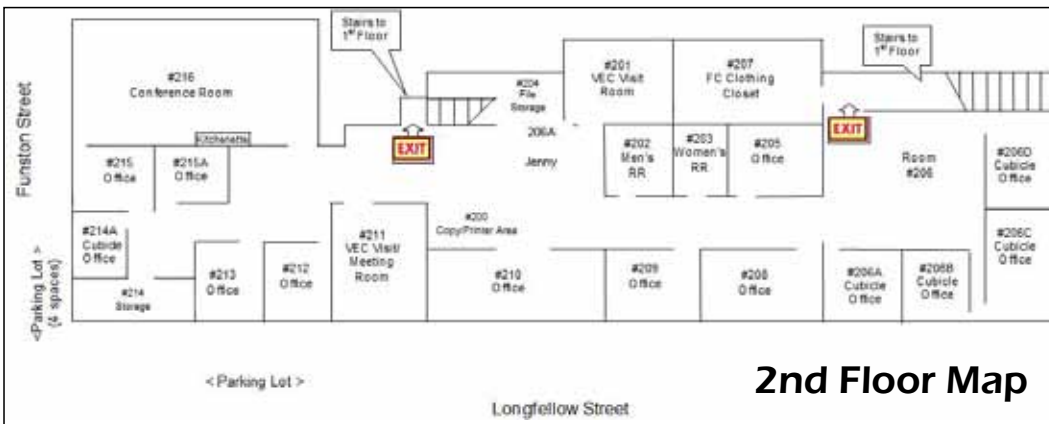 Stairs to
1st Floor
Stairs to
1st Floor
#216
Conference Room
#204
File
Storage
#201
VEC Visit
Room
#207
FC Clothing
Closet
Kitchenette
EXIT
206A
Jenny
#202
Men's
RR
#203
Women's
RR
#205
Office
EXIT
Room
#206
#206D
Cubicle
Office
#215
Office
#215A
Office
Funston Street
#214A
Cubicle
Office
#214
Storage
#213
Office
#212
Office
#211
VEC Visit/
Meeting
Room
#200
Copy/Printer Area
#210
Office
#209
Office
#208
Office
#206A
Cubicle
Office
#206B
Cubicle
Office
#206C
Cubicle
Office
<Parking Lot >
(4 spaces)
< Parking Lot >
Longfellow Street
2nd Floor Map